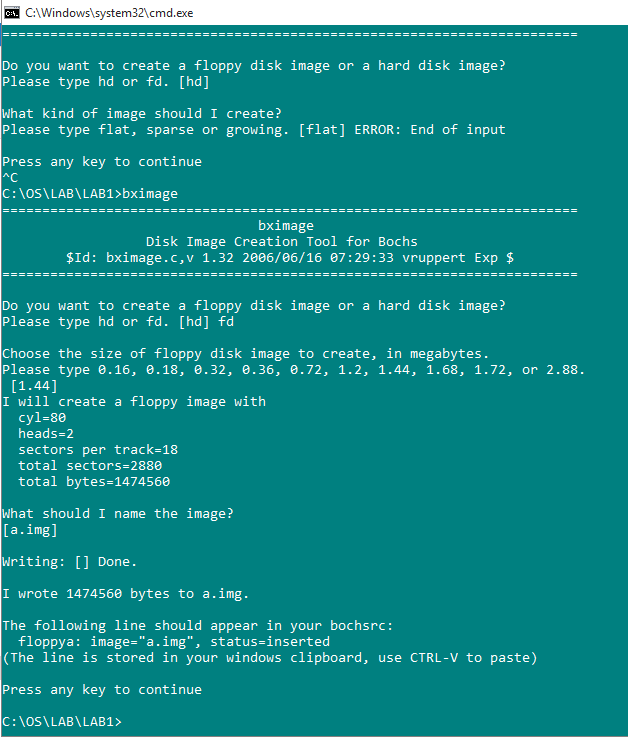 C:\Windows\system32\cmd.exe
========================================================================
Do you want to create a floppy disk image or a hard disk image?
Please type hd or fd. [hd]
What kind of image should I create?
Please type flat, sparse or growing. [flat] ERROR: End of input
Press any key to continue
^C
C:\OS\LAB\LAB1>bximage
========================================================================
bximage
Disk Image Creation Tool for Bochs
$Id: bximage.c,v 1.32 2006/06/16 07:29:33 vruppert Exp $
========================================================================
Do you want to create a floppy disk image or a hard disk image?
Please type hd or fd. [hd] fd
Choose the size of floppy disk image to create, in megabytes.
Please type 0.16, 0.18, 0.32, 0.36, 0.72, 1.2, 1.44, 1.68, 1.72, or 2.88.
[1.44]
I will create a floppy image with
cyl=80
heads=2
sectors per track=18
total sectors=2880
total bytes=1474560
What should I name the image?
[a.img]
Writing: [] Done.
I wrote 1474560 bytes to a.img.
The following line should appear in your bochsrc:
floppya: image="a.img", status=inserted
(The line is stored in your windows clipboard, use CTRL-V to paste)
Press any key to continue
C:\OS\LAB\LAB1>